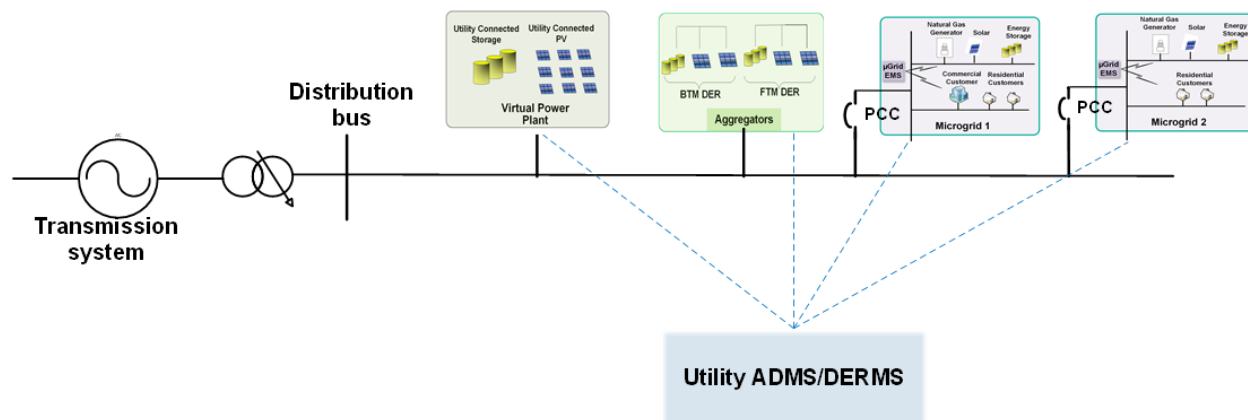 Utility Connected
Storage
Utility Connected
PV
Virtual Power
Plant
BTM DER
FTM DER
Aggregators
Natural Gas
Generator
Solar
Energy
Storage
µGrid
EMS
Commercial
Customer
Residential
Customers
PCC
Microgrid 1
Natural Gas
Generator
Solar
Energy
Storage
µGrid
EMS
Residential
Customers
PCC
Microgrid 2
Distribution
bus
AC
Transmission
system
Utility ADMS/DERMS